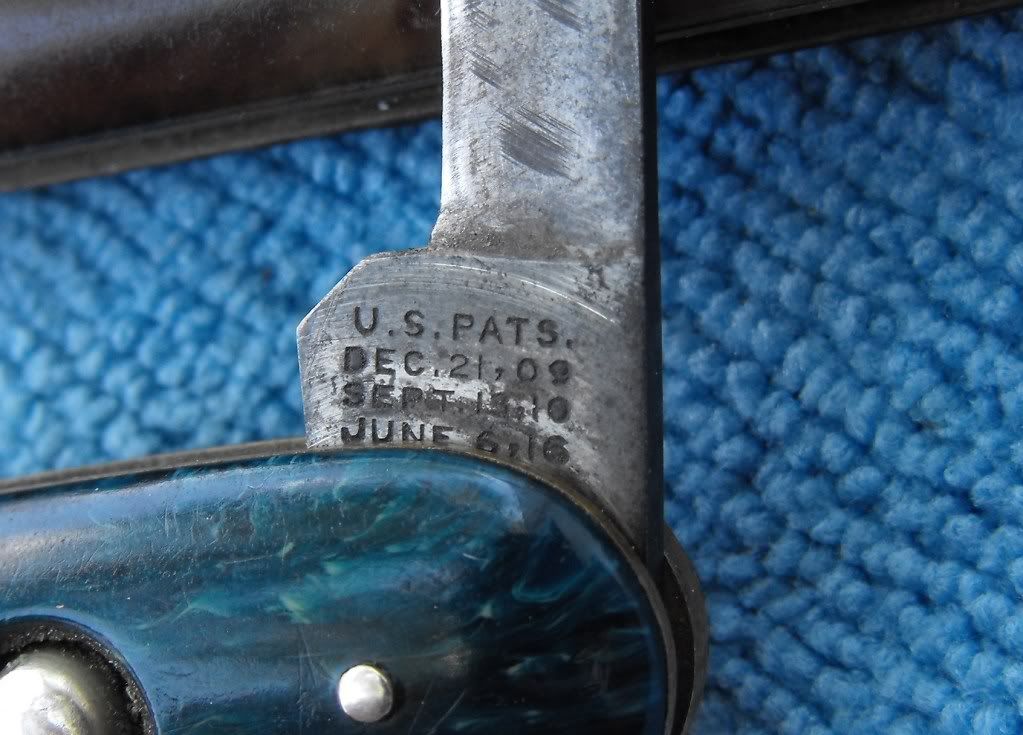 U.S.PATS.
DEC.21,09
SEPT.13,10
JUNE 6,16